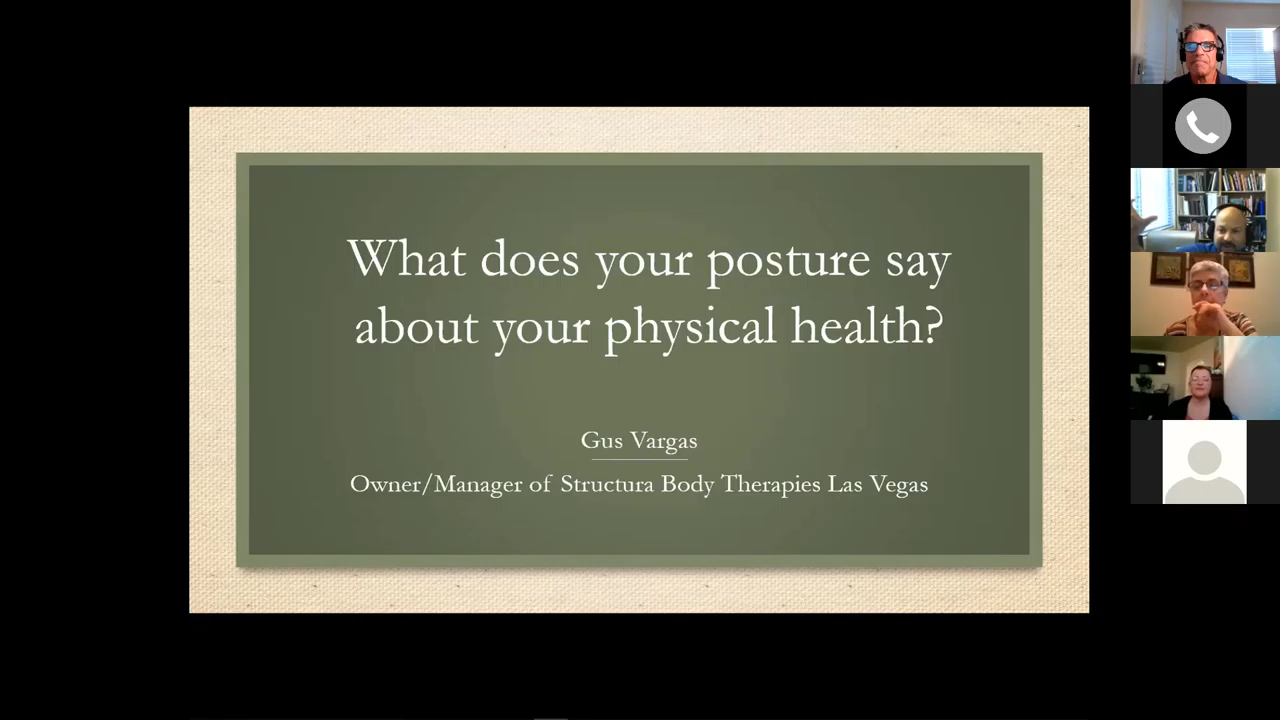 What does your posture say
about your physical health?
Gus Vargas
Owner/Manager of Structura Body Therapies Las Vegas